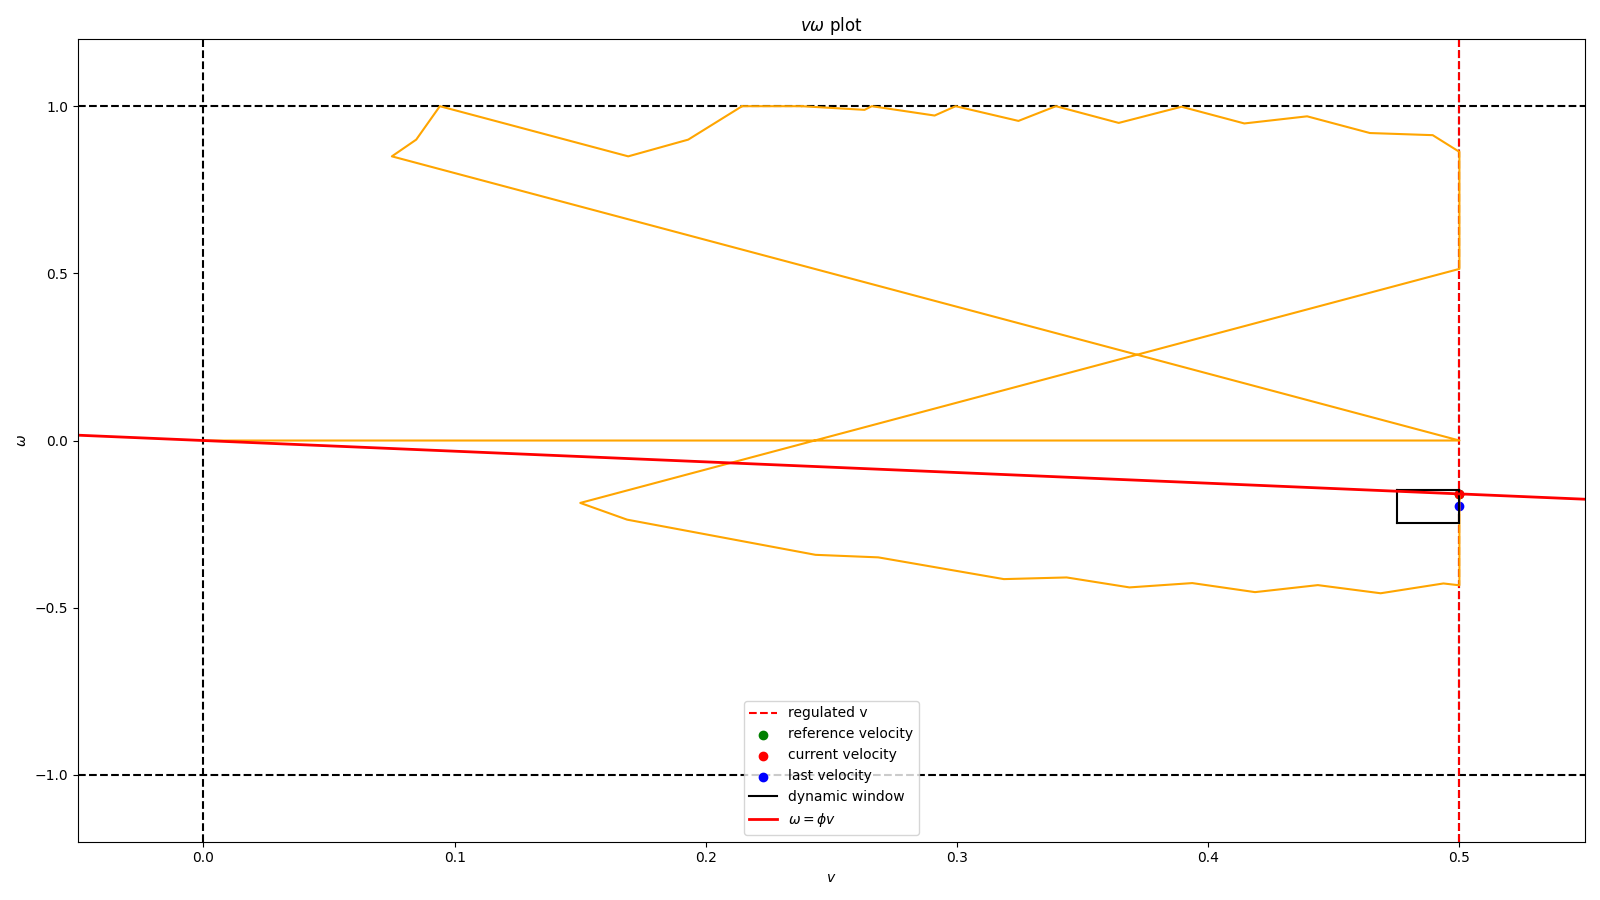 vω plot
1.0
0.5
0.0
−0.5
−1.0
ω
0.0 0.1 0.2 0.3 0.4 0.5
v
regulated v
reference velocity
current velocity
last velocity
dynamic window
ω = ϕv